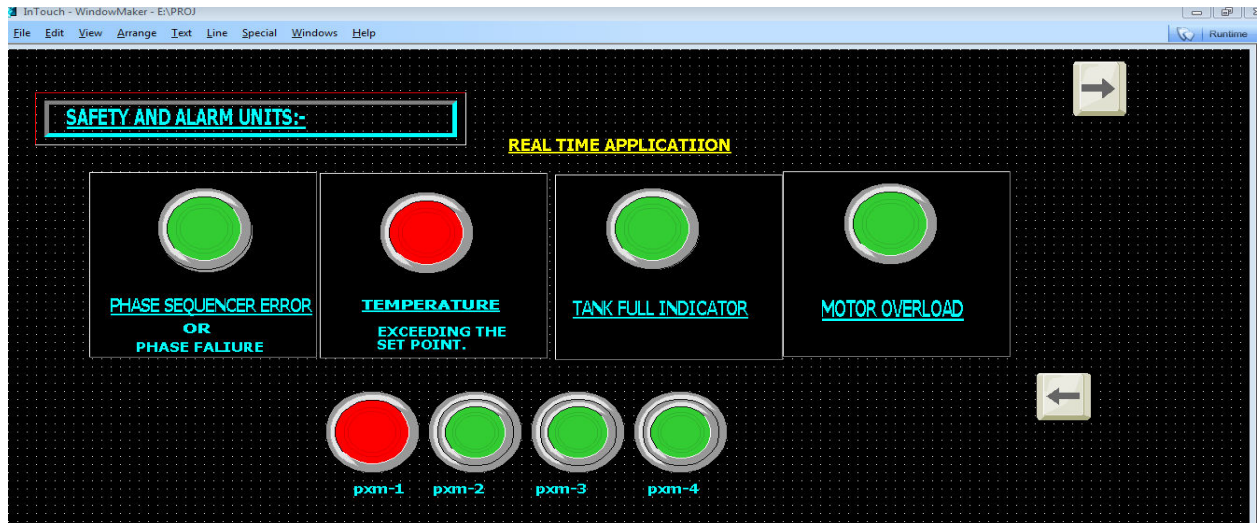 InTouch - WindowMaker - E:\PROJ
File Edit View Arrange Text Line Special Windows Help
Runtime
SAFETY AND ALARM UNITS:-
REAL TIME APPLICATIION
PHASE SEQUENCER ERROR
OR
PHASE FALIURE
TEMPERATURE
EXCEEDING THE
SET POINT.
TANK FULL INDICATOR
MOTOR OVERLOAD
pxm-1 pxm-2 pxm-3 pxm-4